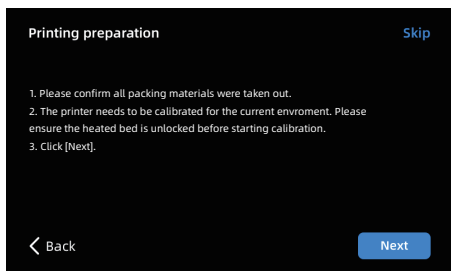 Printing preparation
Skip
1. Please confirm all packing materials were taken out.
2. The printer needs to be calibrated for the current enviroment. Please
ensure the heated bed is unlocked before starting calibration.
3. Click [Next].
Back
Next